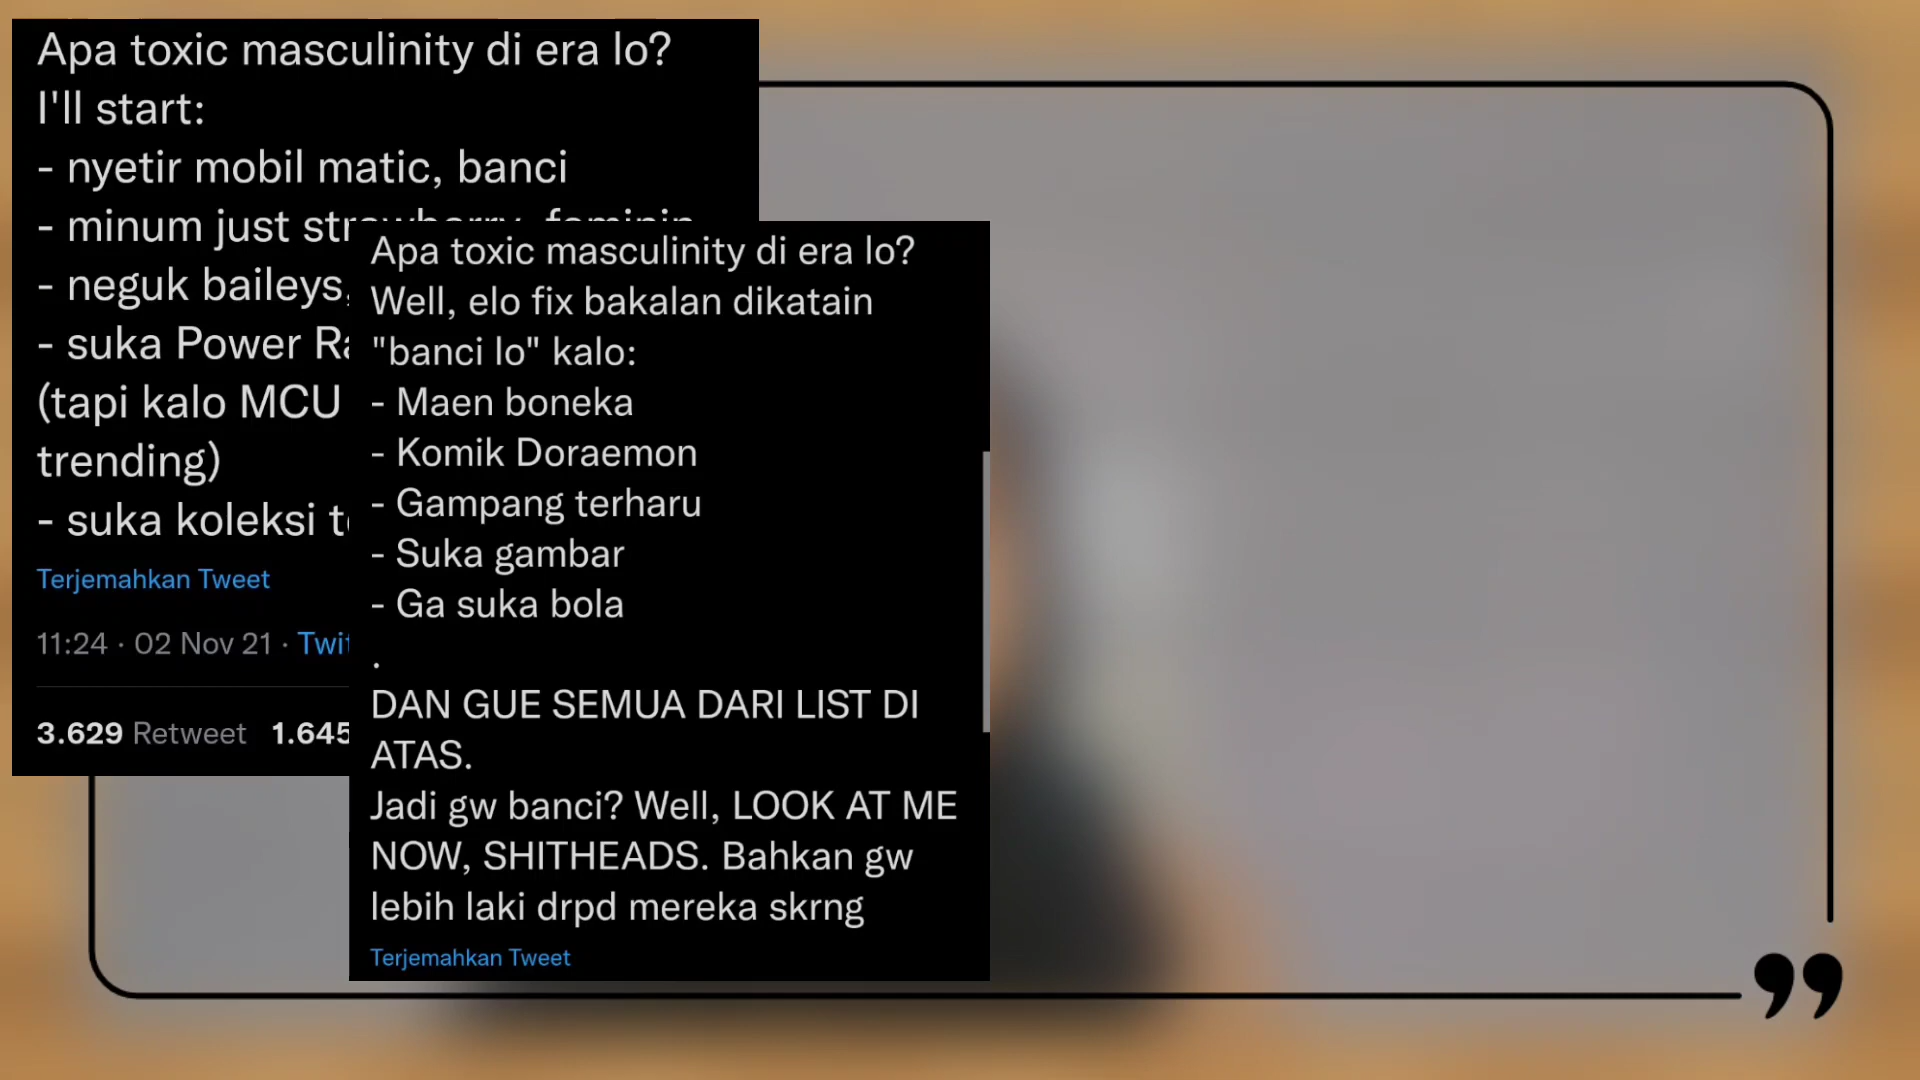 Apa toxic masculinity di era lo?
I'll start:
- nyetir mobil matic, banci
- minum just strawberry, feminin
- neguk baileys,
- suka Power
(tapi kalo MCU
trending)
- suka koleksi
Terjemahkan Tweet
11:24 · 02 Nov 21 ·
3.629 Retweet 1.645
Apa toxic masculinity di era lo?
Well, elo fix bakalan dikatain
"banci lo" kalo:
- Maen boneka
- Komik Doraemon
- Gampang terharu
- Suka gambar
- Ga suka bola
.
DAN GUE SEMUA DARI LIST DI
ATAS.
Jadi gw banci? Well, LOOK AT ME
NOW, SHITHEADS. Bahkan gw
lebih laki drpd mereka skrng
Terjemahkan Tweet
”